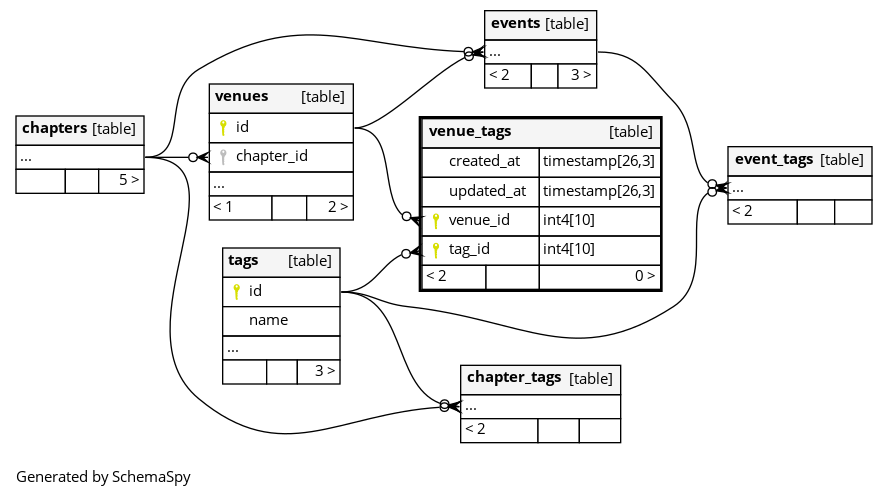 events [table]
...
< 2 3 >
venues [table]
id
chapter_id
...
< 1 2 >
chapters [table]
...
5 >
venue_tags [table]
created_at timestamp[26,3]
updated_at timestamp[26,3]
venue_id int4[10]
tag_id int4[10]
< 2 0 >
event_tags [table]
...
< 2
tags [table]
id
name
...
3 >
chapter_tags [table]
...
< 2
Generated by SchemaSpy